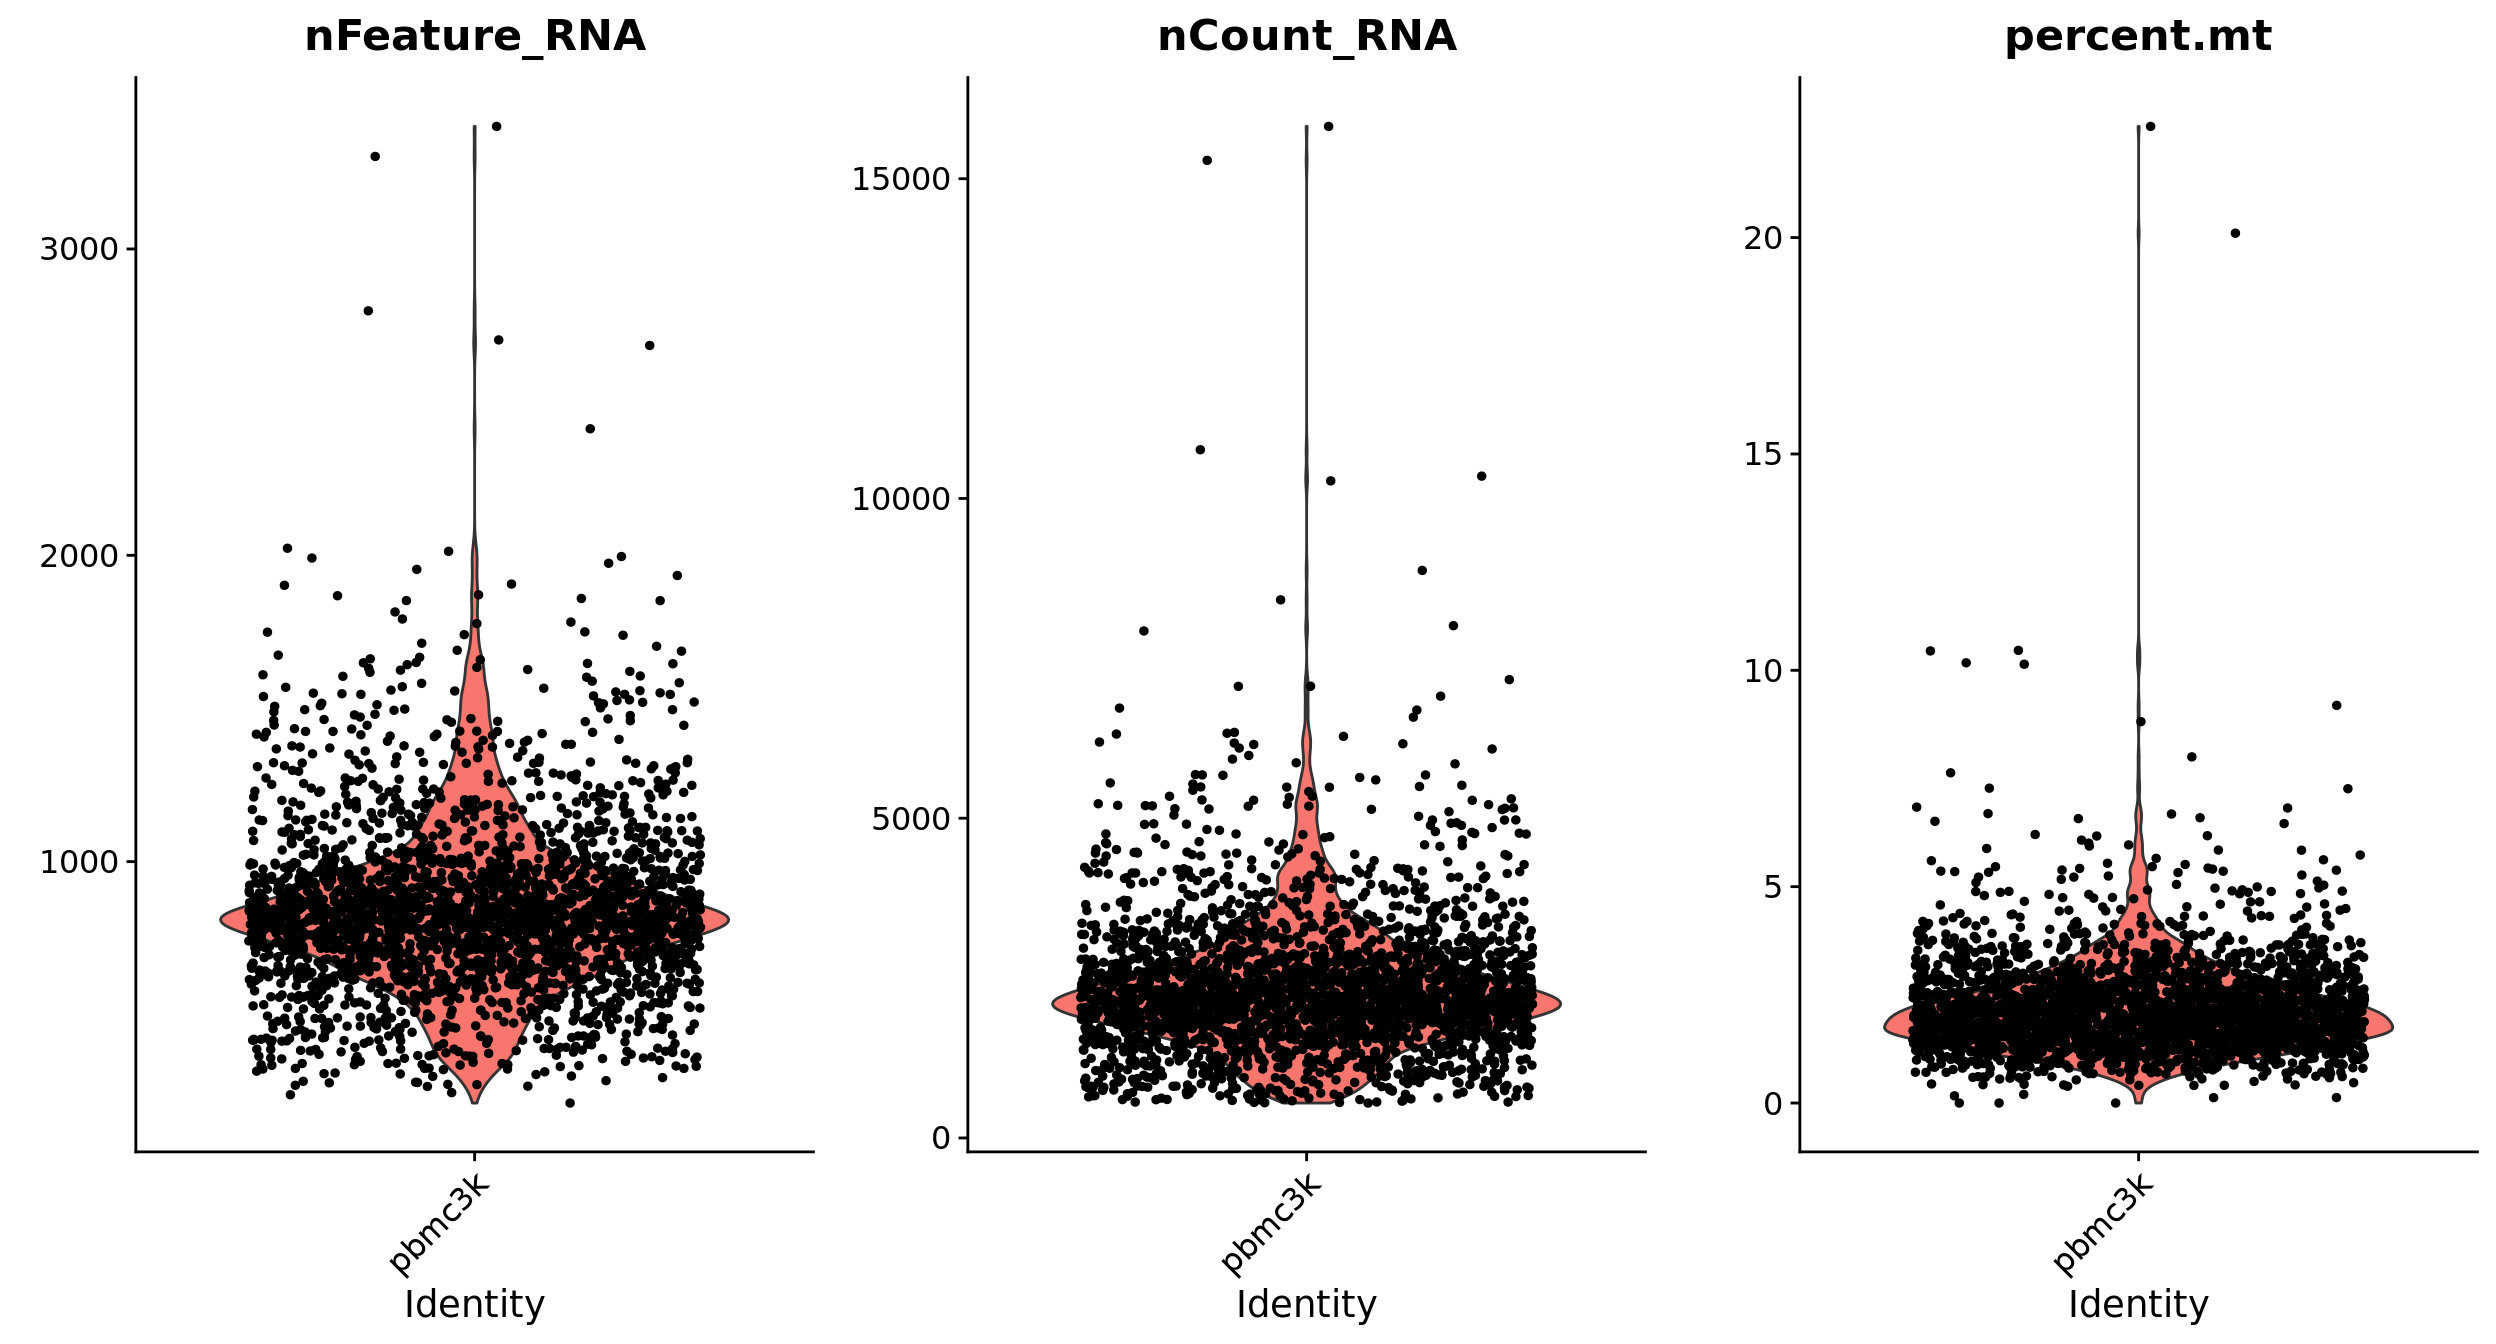 nFeature_RNA
3000
2000
1000
pbmc3k
Identity
nCount_RNA
15000
10000
5000
0
pbmc3k
Identity
percent.mt
20
15
10
5
0
pbmc3k
Identity